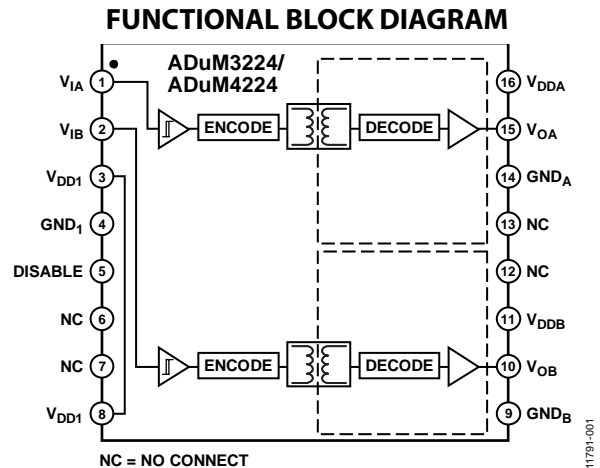 FUNCTIONAL BLOCK DIAGRAM
ADuM3224/
ADuM4224
VIA 1
VIB 2
VDD1 3
GND1 4
DISABLE 5
NC 6
NC 7
VDD1 8
ENCODE DECODE
ENCODE DECODE
16 VDDA
15 VOA
14 GNDA
13 NC
12 NC
11 VDDB
10 VOB
9 GNDB
NC = NO CONNECT
11791-001